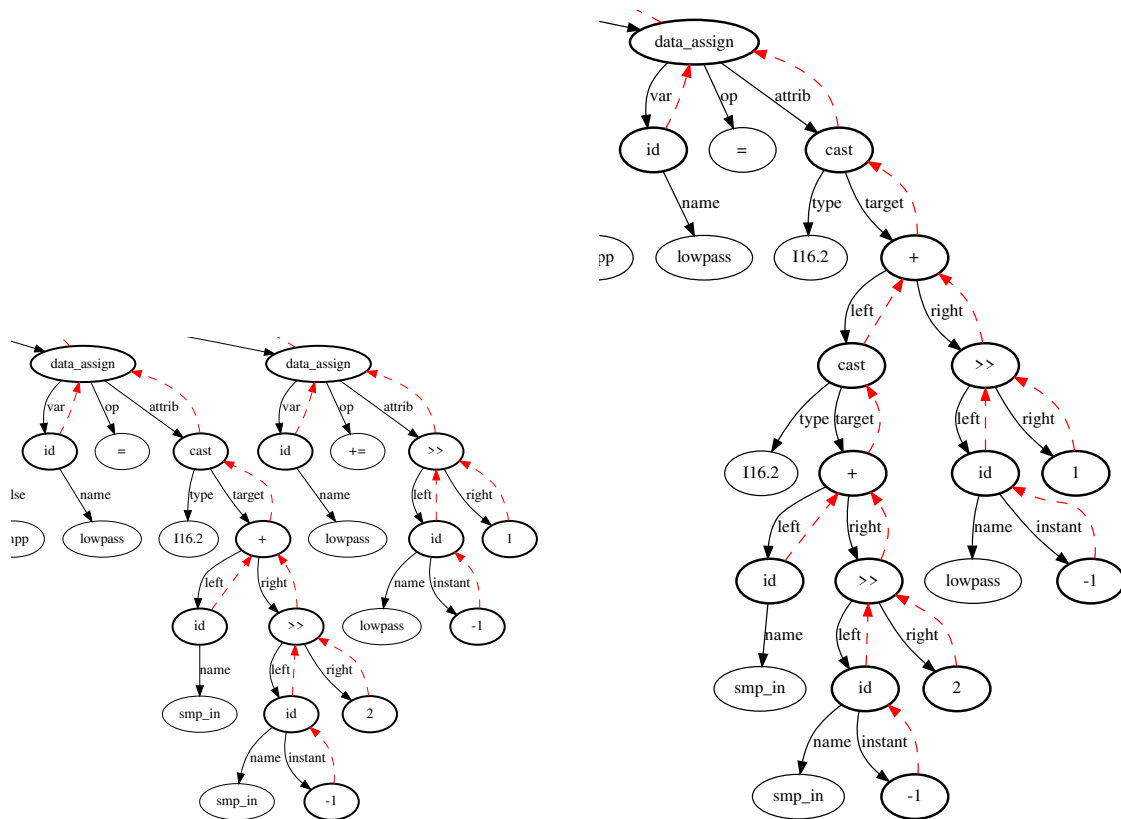 data_assign
data_assign
var
op
attrib
var
op
attrib
id
=
cast
id
+=
>>
name
type
target
name
left
right
lowpass
I16.2
+
lowpass
id
1
left
right
name
instant
id
>>
lowpass
-1
name
left
right
smp_in
id
2
name
instant
smp_in
-1
data_assign
var
op
attrib
id
=
cast
name
type
target
pp
lowpass
I16.2
+
left
right
cast
>>
type
target
left
right
I16.2
+
id
1
left
right
name
instant
id
>>
lowpass
-1
name
left
right
smp_in
id
2
name
instant
smp_in
-1